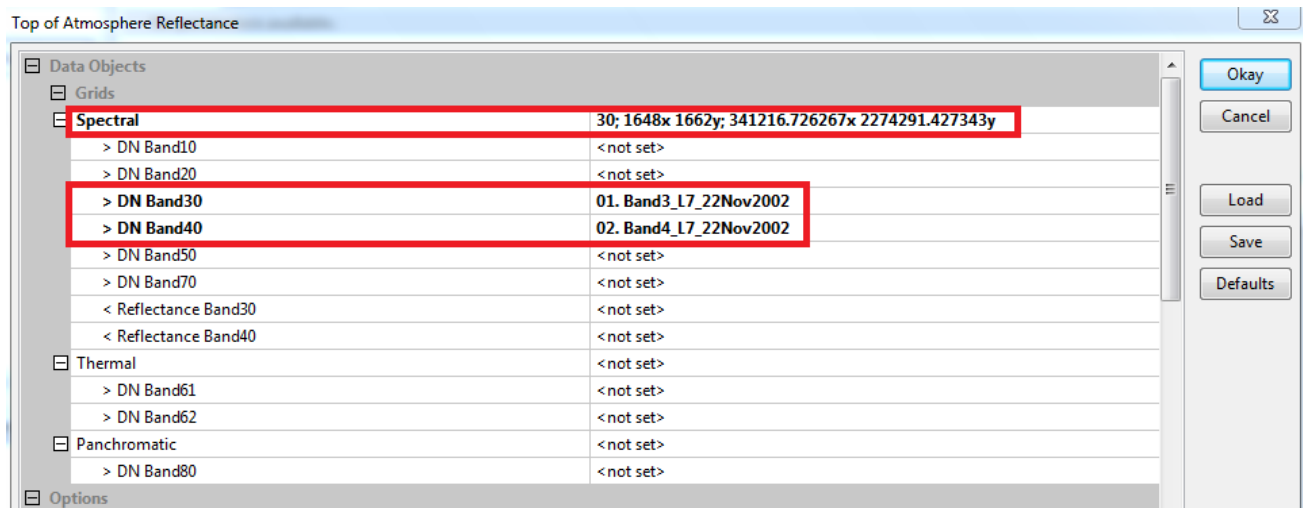 Top of Atmosphere Reflectance
Data Objects
Grids
Spectral 30; 1648x 1662y; 341216.726267x 2274291.427343y
> DN Band10 <not set>
> DN Band20 <not set>
> DN Band30 01. Band3_L7_22Nov2002
> DN Band40 02. Band4_L7_22Nov2002
> DN Band50 <not set>
> DN Band70 <not set>
< Reflectance Band30 <not set>
< Reflectance Band40 <not set>
Thermal <not set>
> DN Band61 <not set>
> DN Band62 <not set>
Panchromatic <not set>
> DN Band80 <not set>
Options
Okay
Cancel
Load
Save
Defaults